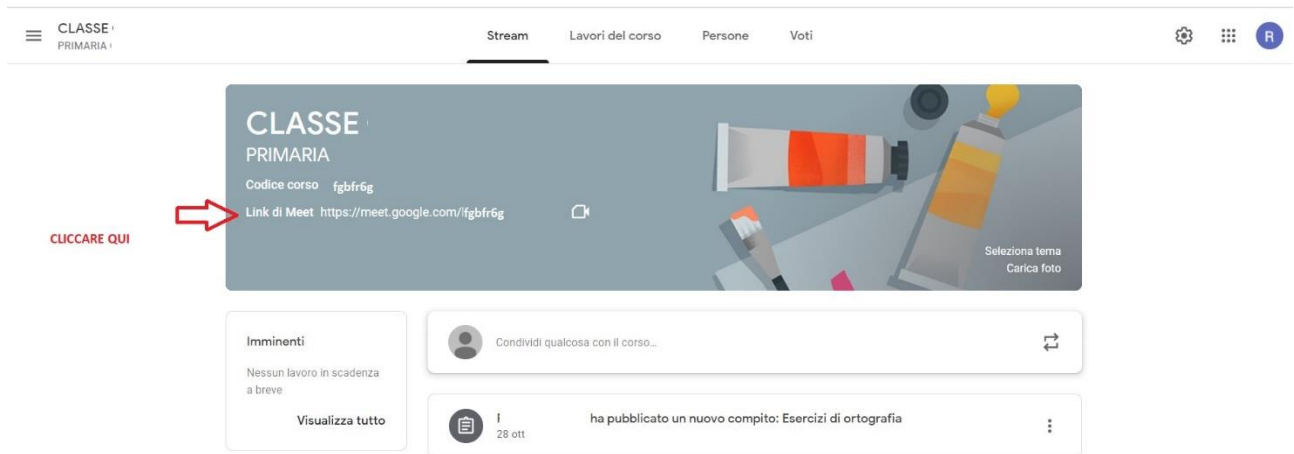 CLASSE
PRIMARIA
Stream Lavori del corso Persone Voti
R
CLASSE
PRIMARIA
Codice corso fgbfr6g
Link di Meet https://meet.google.com/fgbfr6g
CLICCARE QUI
Seleziona tema
Carica foto
Imminenti
Nessun lavoro in scadenza
a breve
Visualizza tutto
Condividi qualcosa con il corso...
ha pubblicato un nuovo compito: Esercizi di ortografia
28 ott